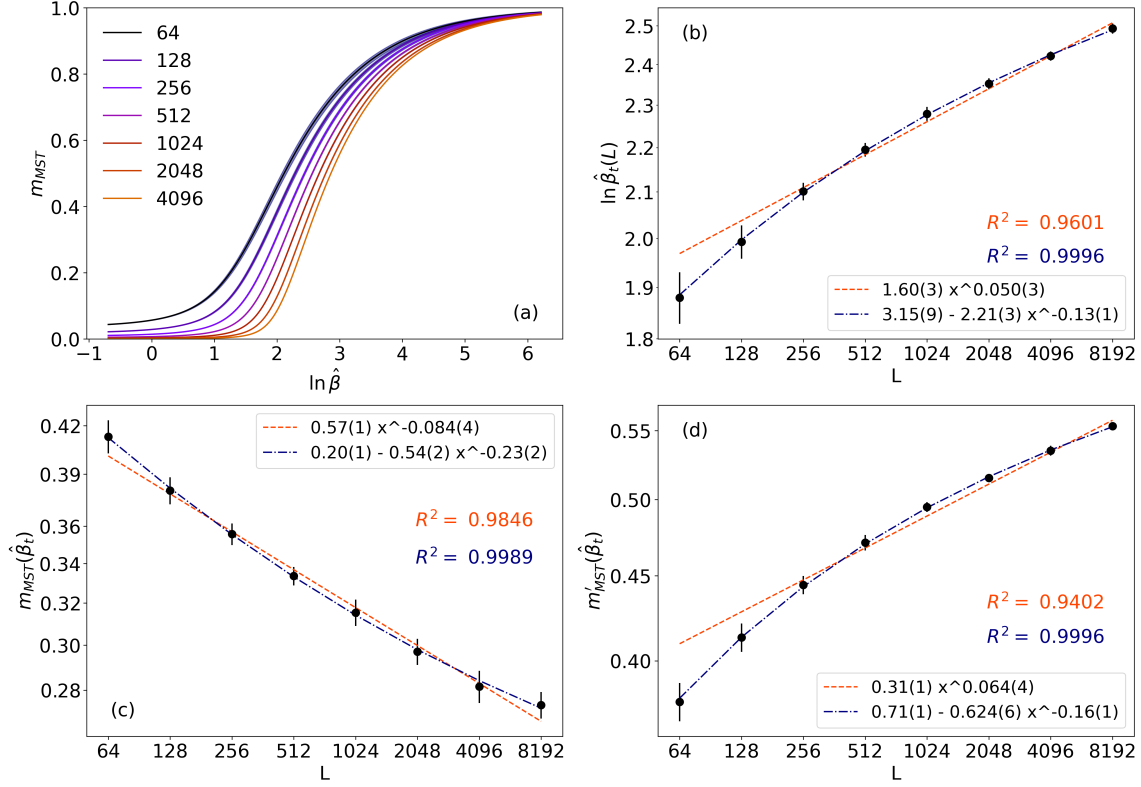 (a)
m_MST
1.0
0.8
0.6
0.4
0.2
0.0
64
128
256
512
1024
2048
4096
−1 0 1 2 3 4 5 6
ln β̂
(b)
ln β̂_t(L)
2.5
2.4
2.3
2.2
2.1
2.0
1.9
1.8
R² = 0.9601
R² = 0.9996
1.60(3) x^0.050(3)
3.15(9) - 2.21(3) x^-0.13(1)
64 128 256 512 1024 2048 4096 8192
L
(c)
m_MST(β̂_t)
0.42
0.39
0.36
0.34
0.32
0.30
0.28
0.57(1) x^-0.084(4)
0.20(1) - 0.54(2) x^-0.23(2)
R² = 0.9846
R² = 0.9989
64 128 256 512 1024 2048 4096 8192
L
(d)
m′_MST(β̂_t)
0.55
0.50
0.45
0.40
R² = 0.9402
R² = 0.9996
0.31(1) x^0.064(4)
0.71(1) - 0.624(6) x^-0.16(1)
64 128 256 512 1024 2048 4096 8192
L